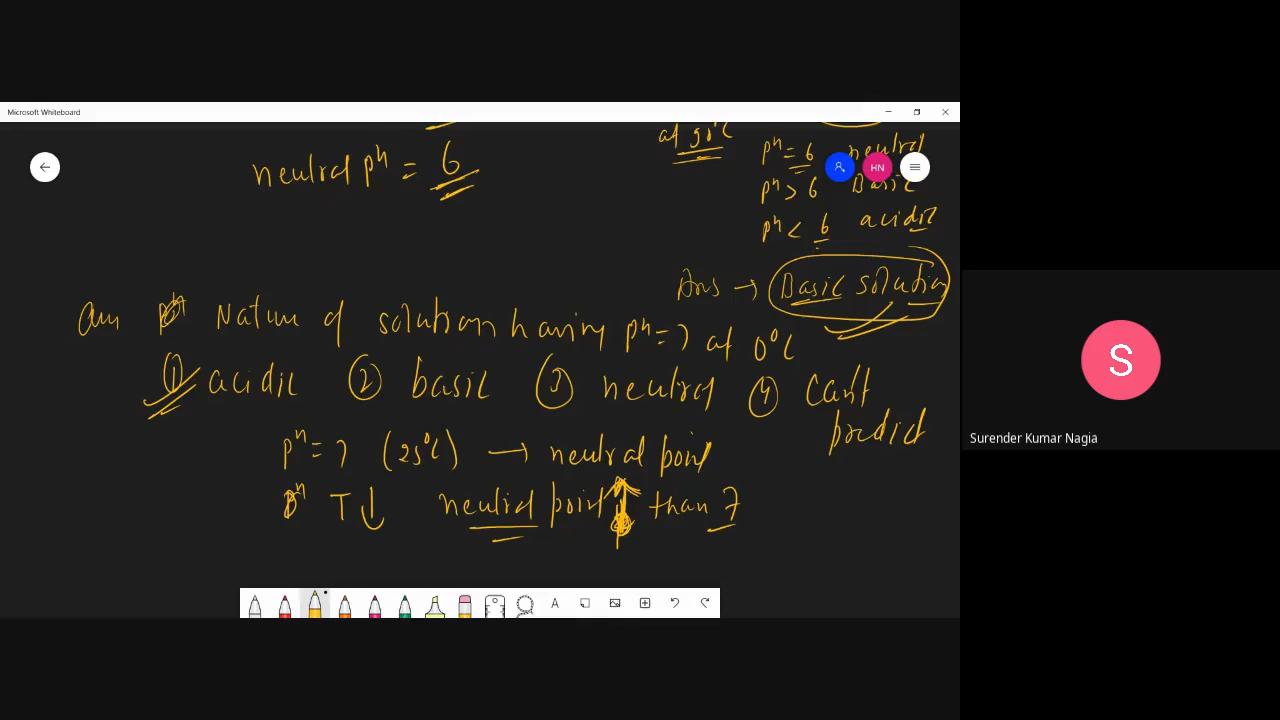 Microsoft Whiteboard
at 90°C
neutral pH = 6
pH = 6 neutral
HN
pH > 6 Basic
pH < 6 acidic
Ans → Basic solution
Nature of solution having pH = 7 at 0°C
① acidic ② basic ③ neutral ④ Can't predict
pH = 7 (25°C) → neutral point
T↓ neutral point ↑ than 7
S
Surender Kumar Nagia
A